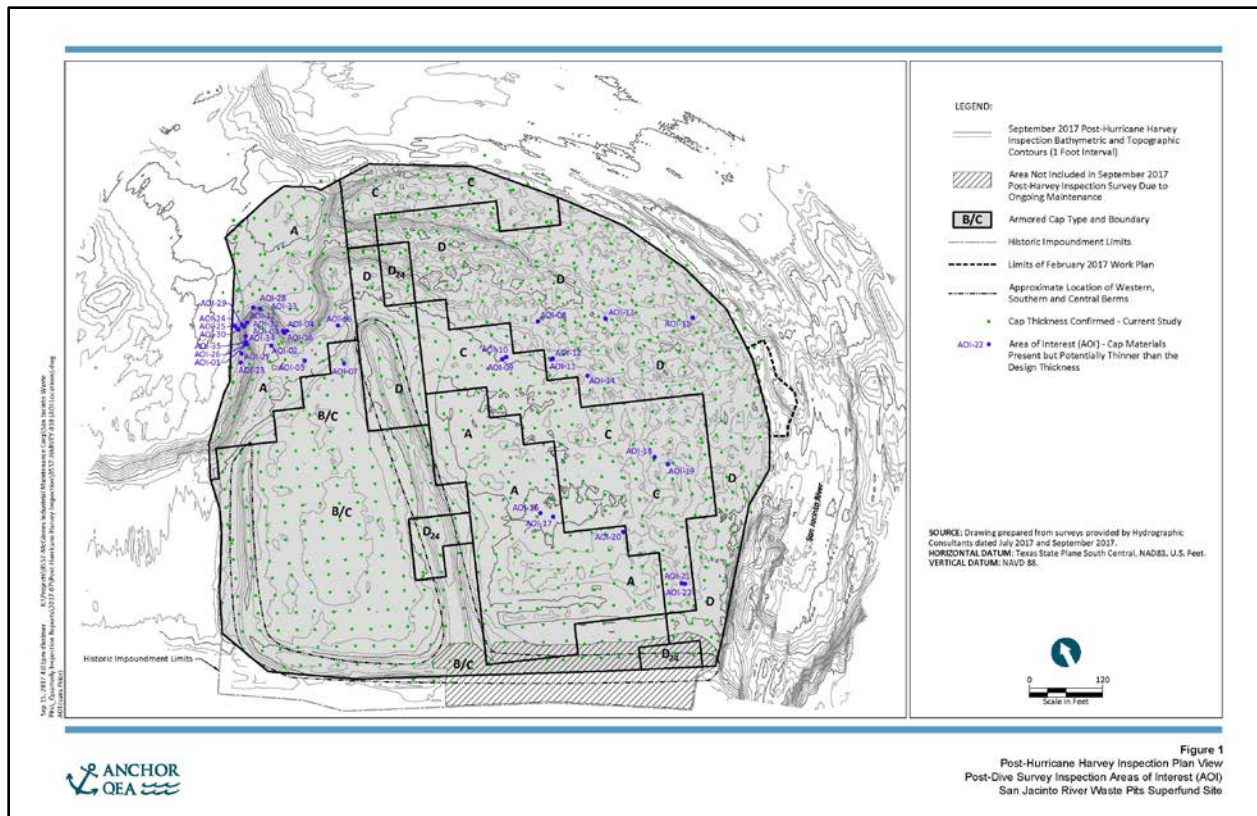 C
C
A
D
D
D24
D
AOI-29
AOI-28
AOI-33
AOI-24
AOI-25
AOI-30
AOI-04
AOI-06
AOI-34
AOI-35
AOI-02
AOI-26
AOI-01
AOI-05
AOI-07
AOI-23
AOI-08
AOI-13
AOI-10
AOI-09
AOI-12
AOI-11
AOI-14
C
D
D
A
B/C
A
C
AOI-18
AOI-19
D
C
A
B/C
AOI-17
D24
AOI-20
A
AOI-21
AOI-22
D
D24
B/C
San Jacinto River
Historic Impoundment Limits
LEGEND:
September 2017 Post-Hurricane Harvey
Inspection Bathymetric and Topographic
Contours (1 Foot Interval)
Area Not Included in September 2017
Post-Harvey Inspection Survey Due to
Ongoing Maintenance
B/C
Armored Cap Type and Boundary
Historic Impoundment Limits
Limits of February 2017 Work Plan
Approximate Location of Western,
Southern and Central Berms
Cap Thickness Confirmed - Current Study
AOI-22
Area of Interest (AOI) - Cap Materials
Present but Potentially Thinner than the
Design Thickness
SOURCE: Drawing prepared from surveys provided by Hydrographic
Consultants dated July 2017 and September 2017.
HORIZONTAL DATUM: Texas State Plane South Central, NAD83, U.S. Feet.
VERTICAL DATUM: NAVD 88.
0
120
Scale in Feet
ANCHOR
QEA
Figure 1
Post-Hurricane Harvey Inspection Plan View
Post-Dive Survey Inspection Areas of Interest (AOI)
San Jacinto River Waste Pits Superfund Site